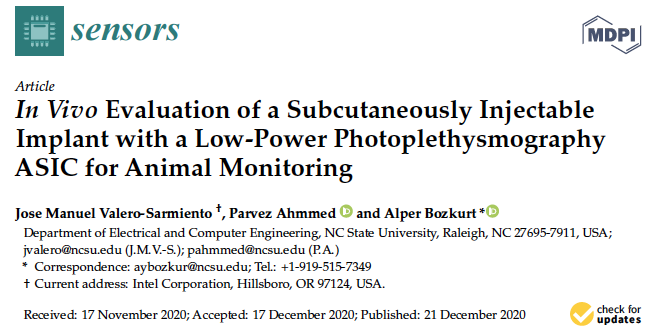 sensors
MDPI
Article
In Vivo Evaluation of a Subcutaneously Injectable
Implant with a Low-Power Photoplethysmography
ASIC for Animal Monitoring
Jose Manuel Valero-Sarmiento †, Parvez Ahmmed and Alper Bozkurt *
Department of Electrical and Computer Engineering, NC State University, Raleigh, NC 27695-7911, USA;
jvalero@ncsu.edu (J.M.V.-S.); pahmmed@ncsu.edu (P.A.)
* Correspondence: aybozkur@ncsu.edu; Tel.: +1-919-515-7349
† Current address: Intel Corporation, Hillsboro, OR 97124, USA.
Received: 17 November 2020; Accepted: 17 December 2020; Published: 21 December 2020
check for
updates